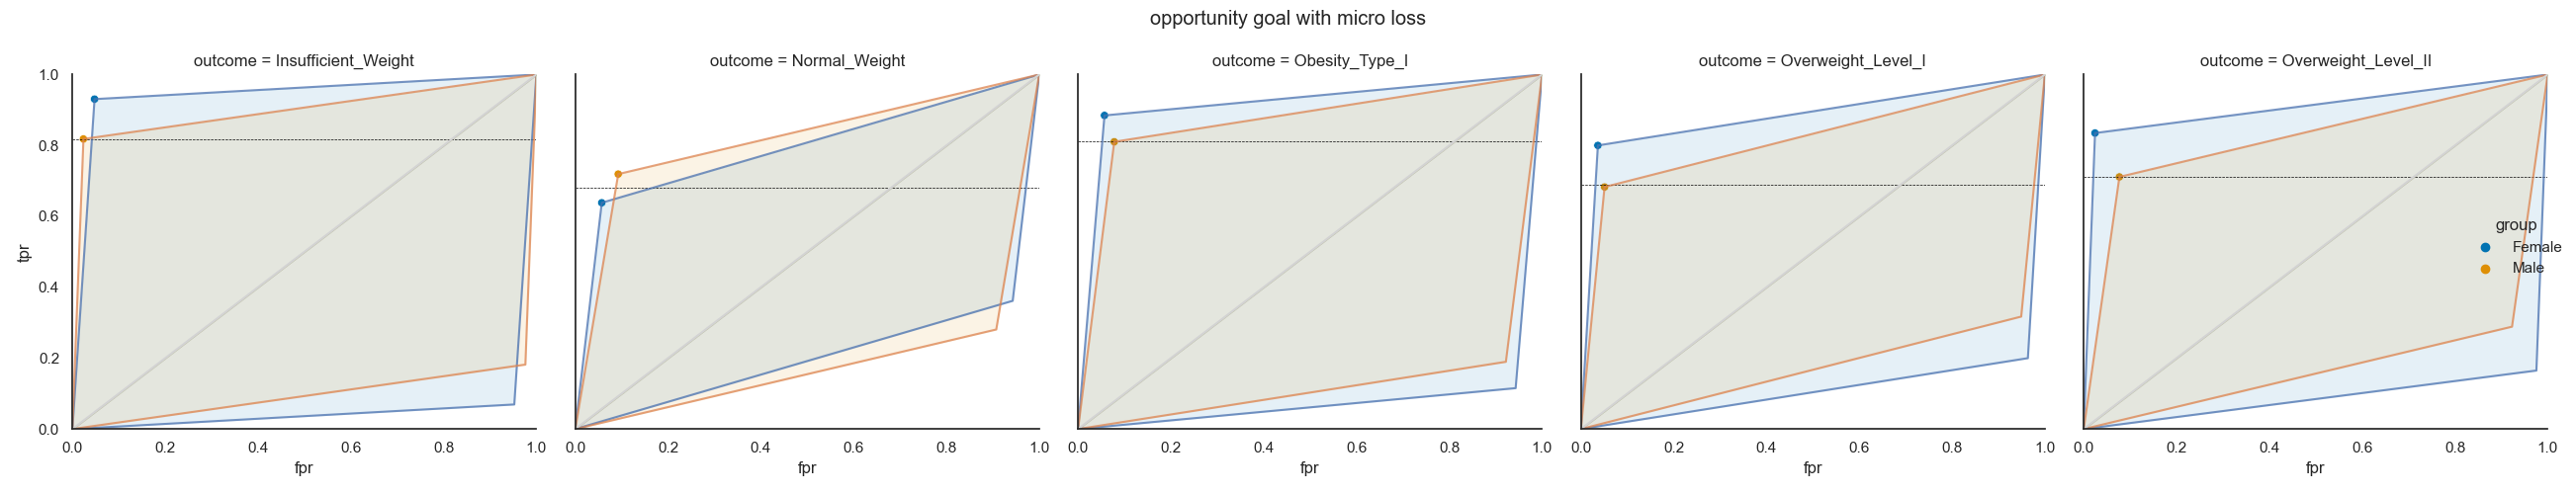 opportunity goal with micro loss
outcome = Insufficient_Weight
outcome = Normal_Weight
outcome = Obesity_Type_I
outcome = Overweight_Level_I
outcome = Overweight_Level_II
1.0
0.8
0.6
0.4
0.2
0.0
tpr
0.0 0.2 0.4 0.6 0.8 1.0
fpr
0.0 0.2 0.4 0.6 0.8 1.0
fpr
0.0 0.2 0.4 0.6 0.8 1.0
fpr
0.0 0.2 0.4 0.6 0.8 1.0
fpr
0.0 0.2 0.4 0.6 0.8 1.0
fpr
group
Female
Male